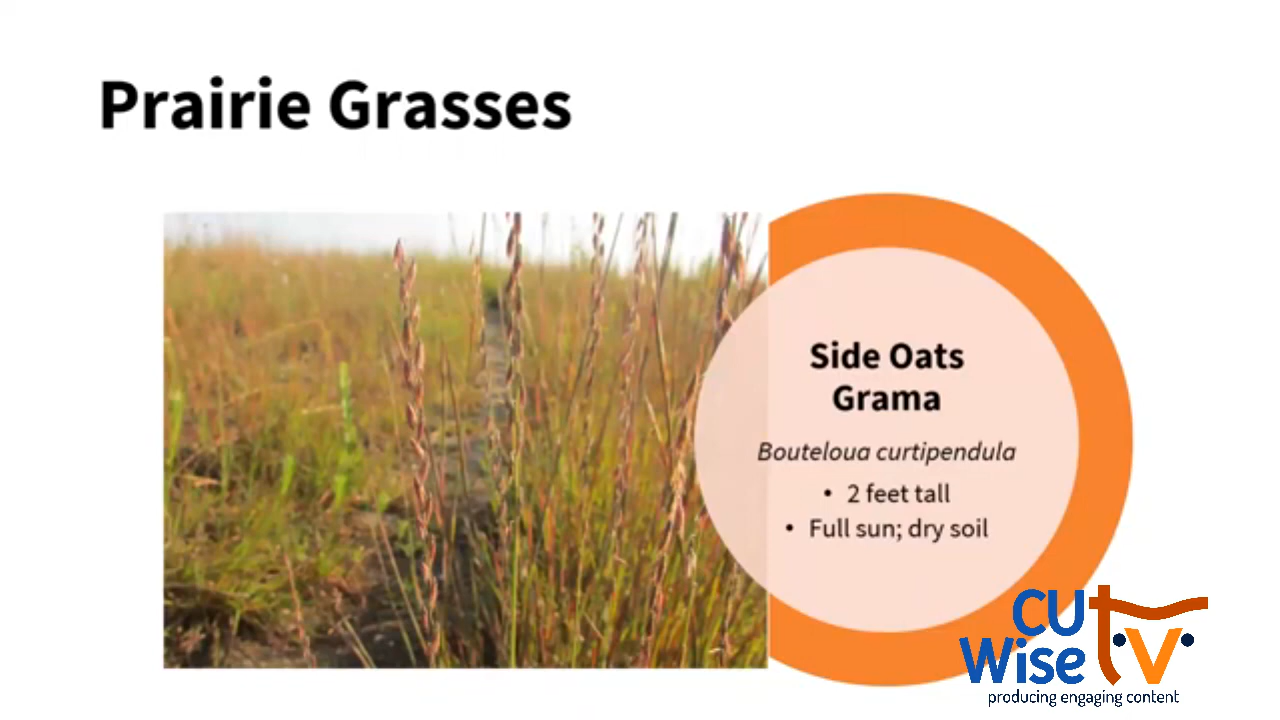 Prairie Grasses
Side Oats
Grama
Bouteloua curtipendula
• 2 feet tall
• Full sun; dry soil
CU
Wise tv
producing engaging content